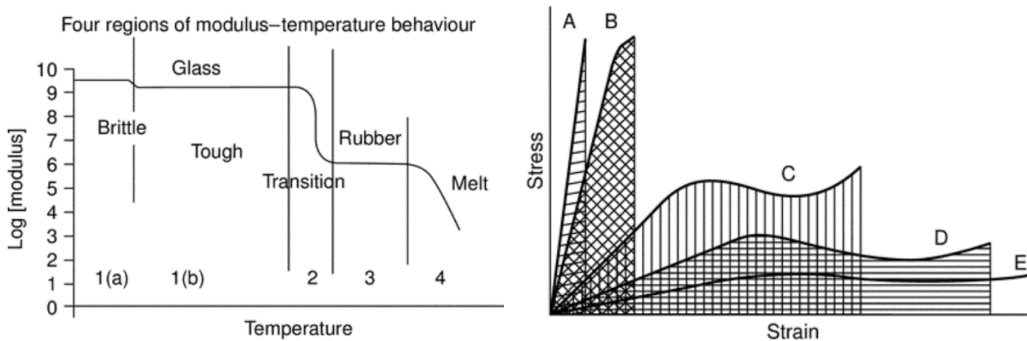 Four regions of modulus–temperature behaviour
10
9
8
7
6
5
4
3
2
1
0
Log [modulus]
Glass
Brittle
Tough
Transition
Rubber
Melt
1(a)
1(b)
2
3
4
Temperature
A
B
C
D
E
Stress
Strain